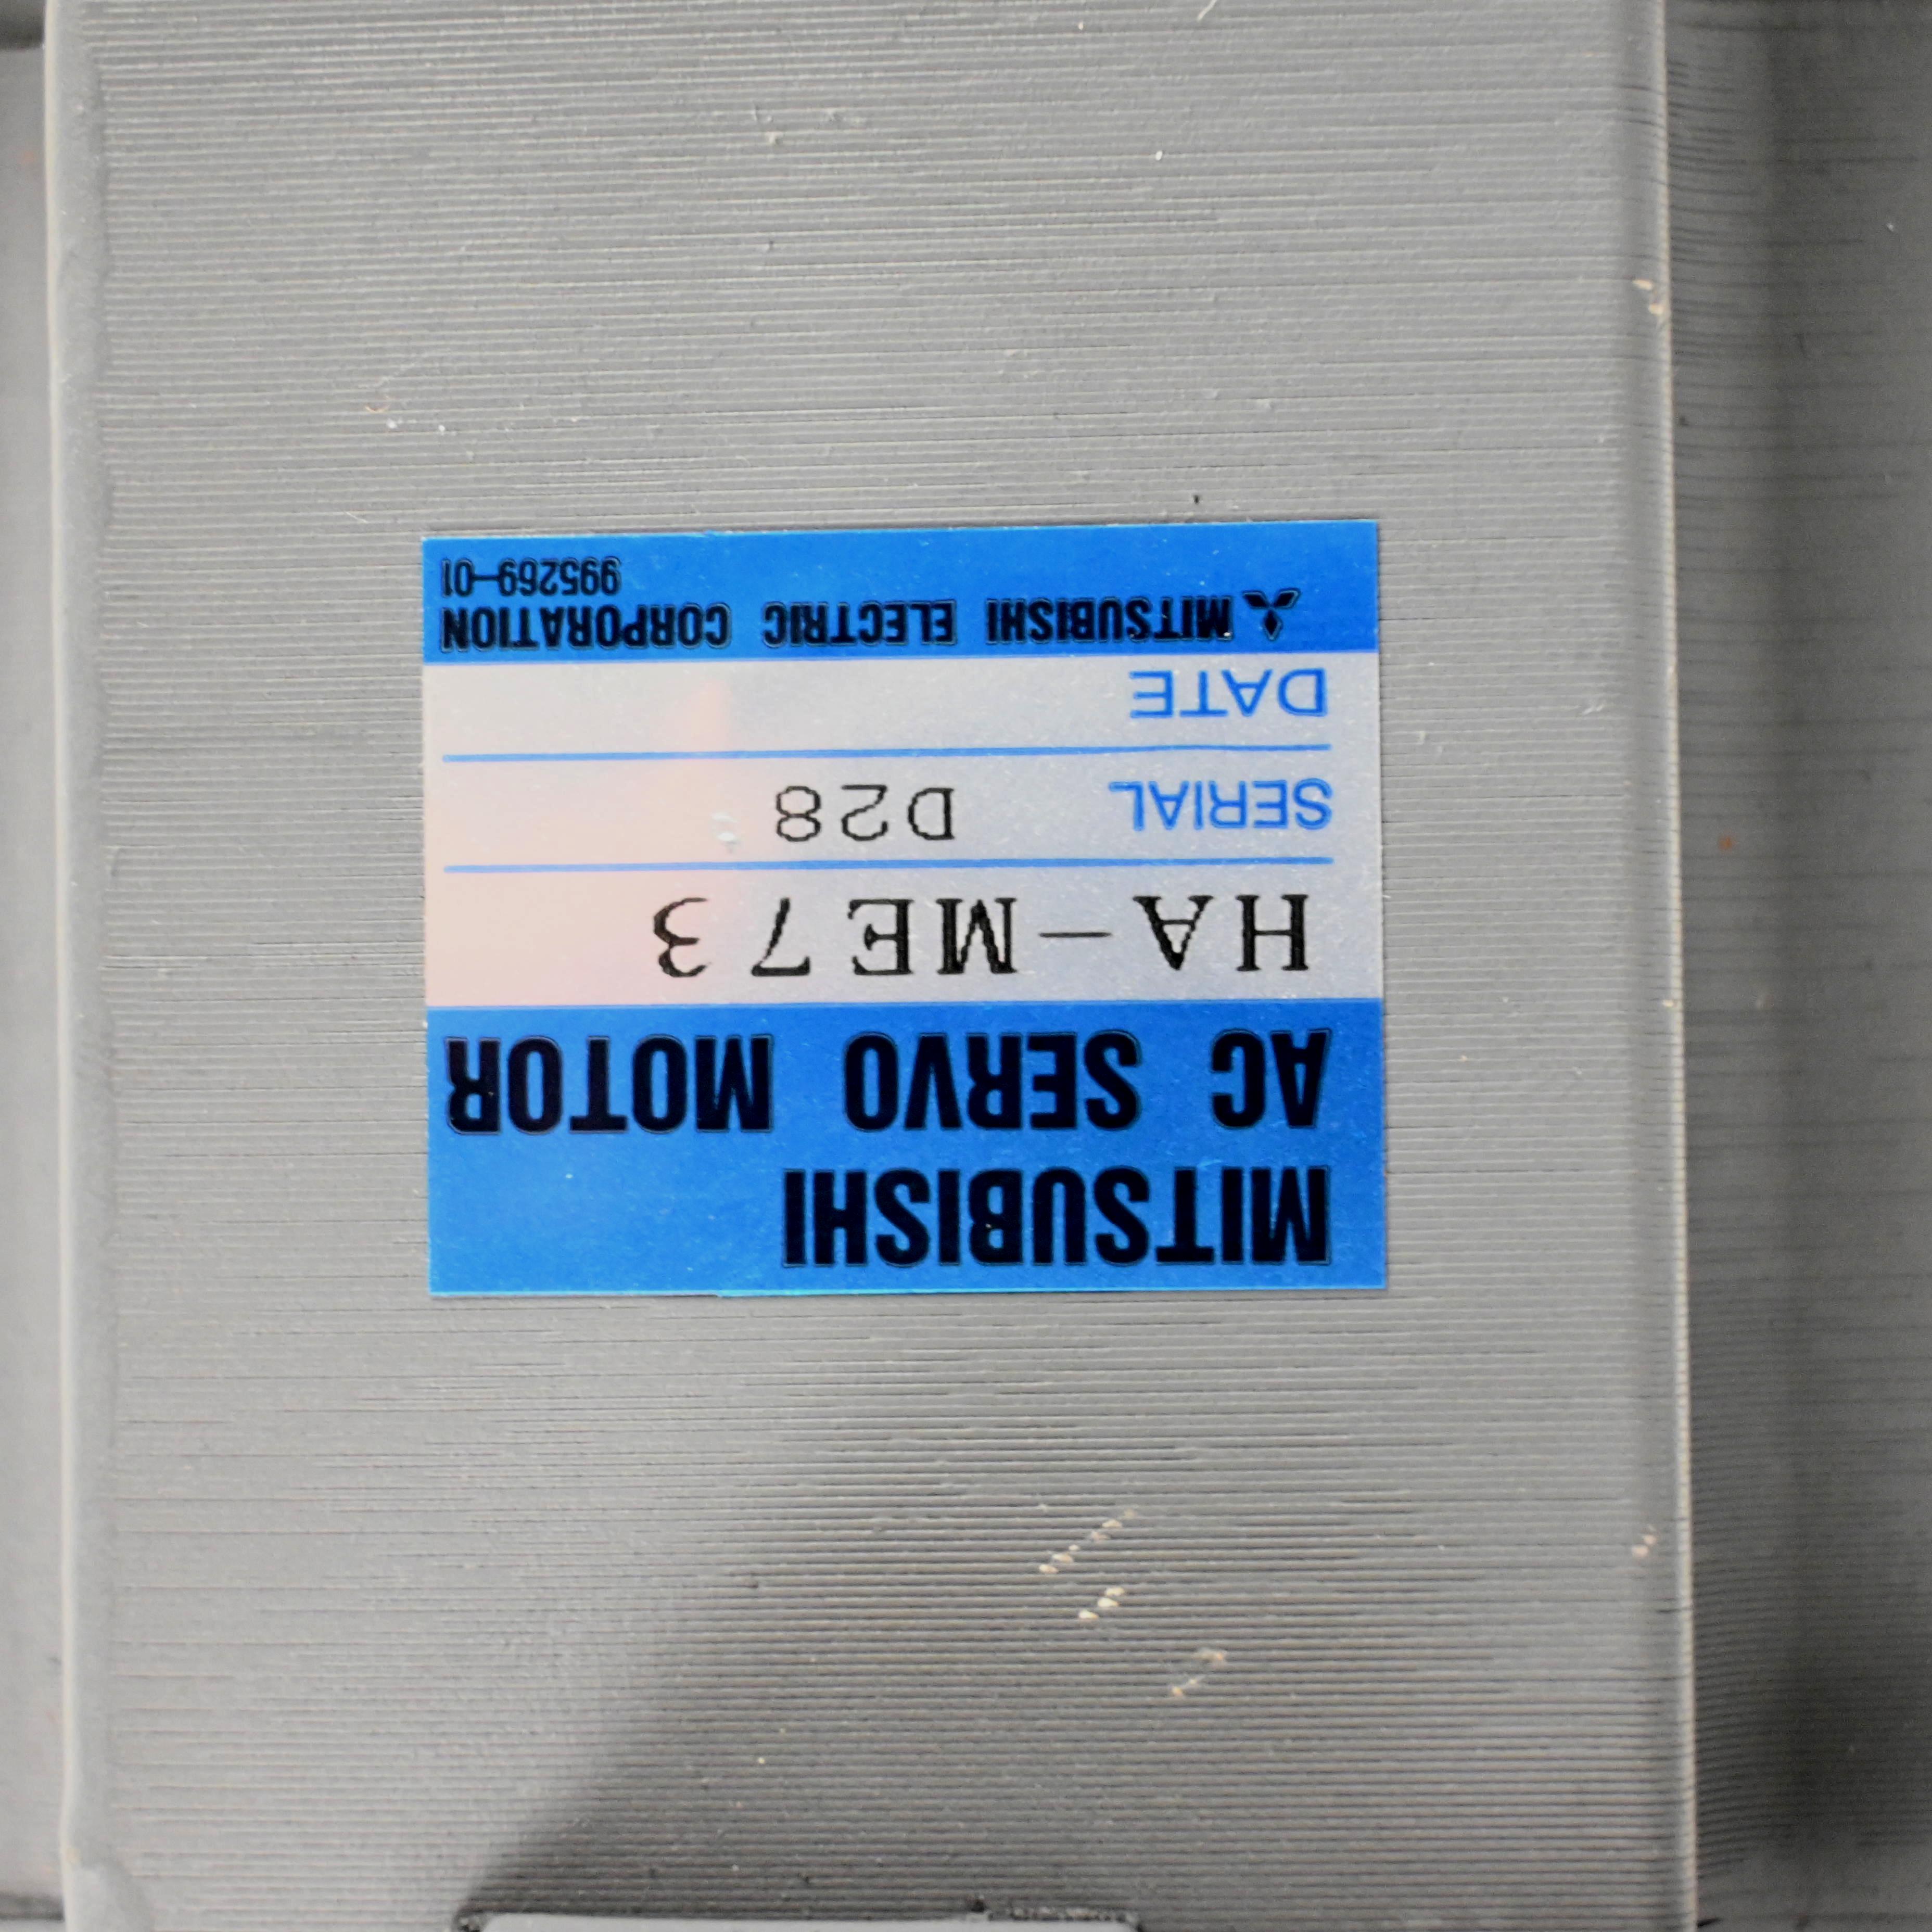 MITSUBISHI
AC SERVO MOTOR
HA-ME73
SERIAL D28
DATE
MITSUBISHI ELECTRIC CORPORATION
995269-01